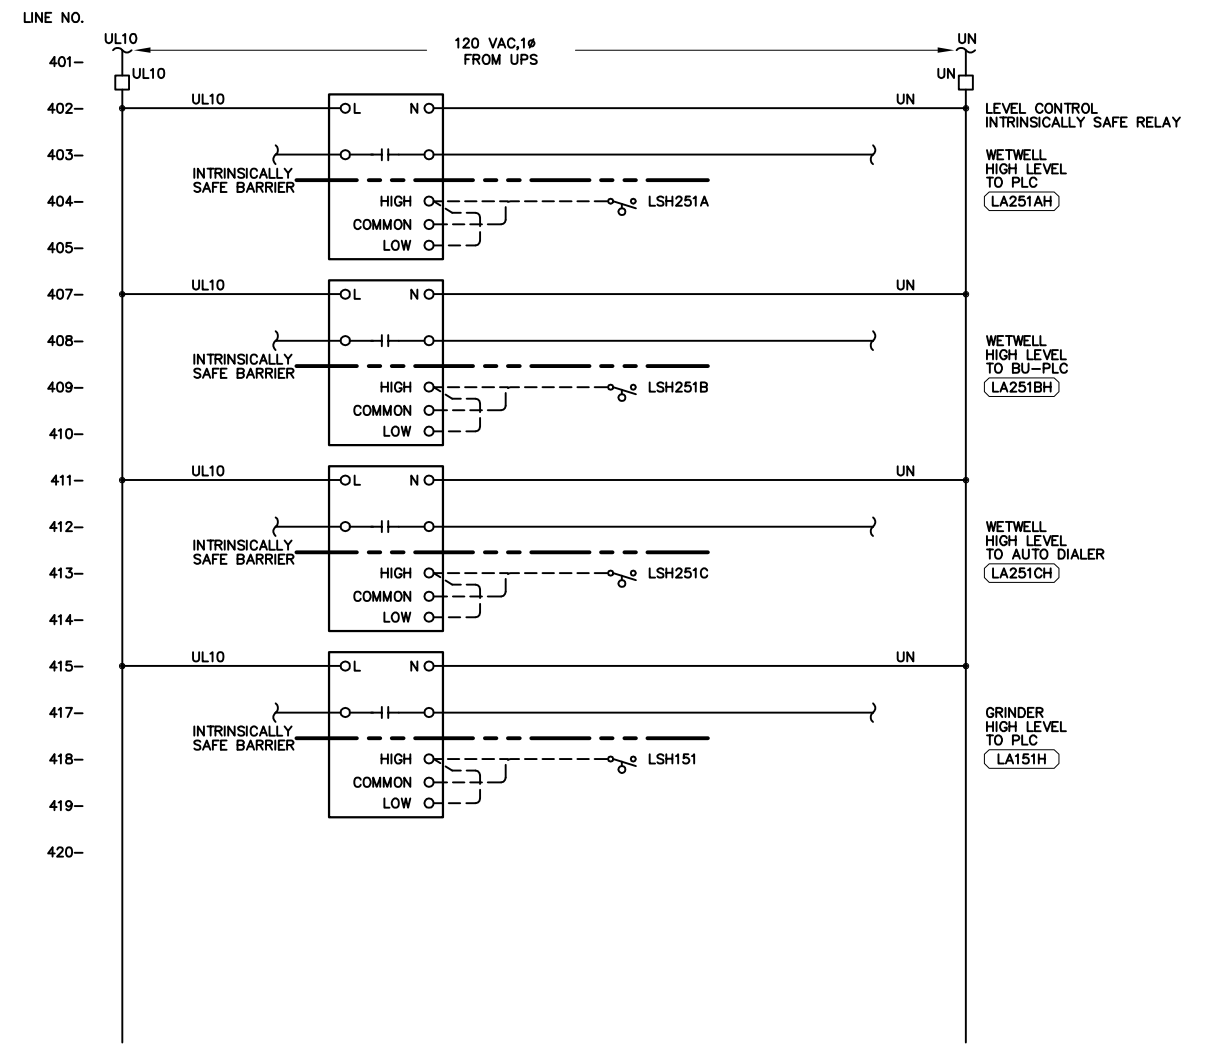 LINE NO.
UL10
120 VAC,1ø
FROM UPS
UN
401-
UL10
UN
402-
UL10
L
N
UN
LEVEL CONTROL
INTRINSICALLY SAFE RELAY
403-
INTRINSICALLY
SAFE BARRIER
WETWELL
HIGH LEVEL
TO PLC
404-
HIGH
LSH251A
LA251AH
COMMON
405-
LOW
407-
UL10
L
N
UN
408-
INTRINSICALLY
SAFE BARRIER
WETWELL
HIGH LEVEL
TO BU-PLC
409-
HIGH
LSH251B
LA251BH
COMMON
410-
LOW
411-
UL10
L
N
UN
412-
INTRINSICALLY
SAFE BARRIER
WETWELL
HIGH LEVEL
TO AUTO DIALER
413-
HIGH
LSH251C
LA251CH
COMMON
414-
LOW
415-
UL10
L
N
UN
417-
INTRINSICALLY
SAFE BARRIER
GRINDER
HIGH LEVEL
TO PLC
418-
HIGH
LSH151
LA151H
COMMON
419-
LOW
420-